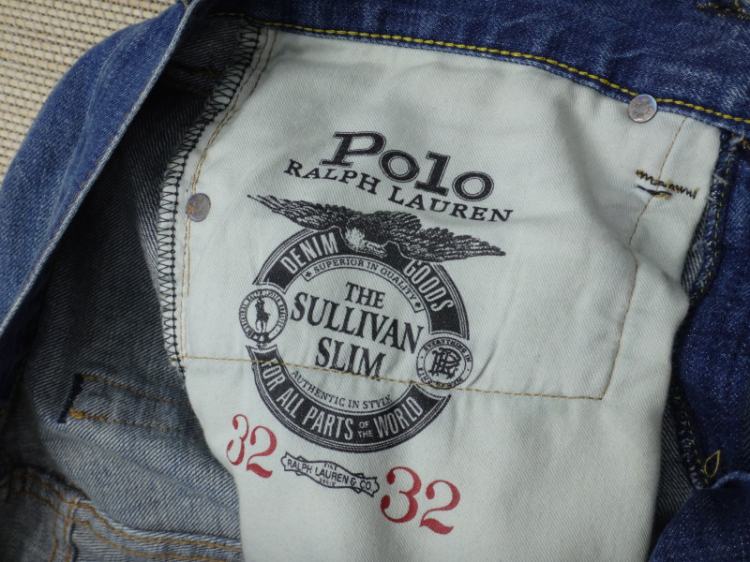 Polo
RALPH LAUREN
DENIM GOODS
SUPERIOR IN QUALITY
THE
SULLIVAN
SLIM
AUTHENTIC IN STYLE
FOR ALL PARTS OF THE WORLD
32
RALPH LAUREN & CO.
32